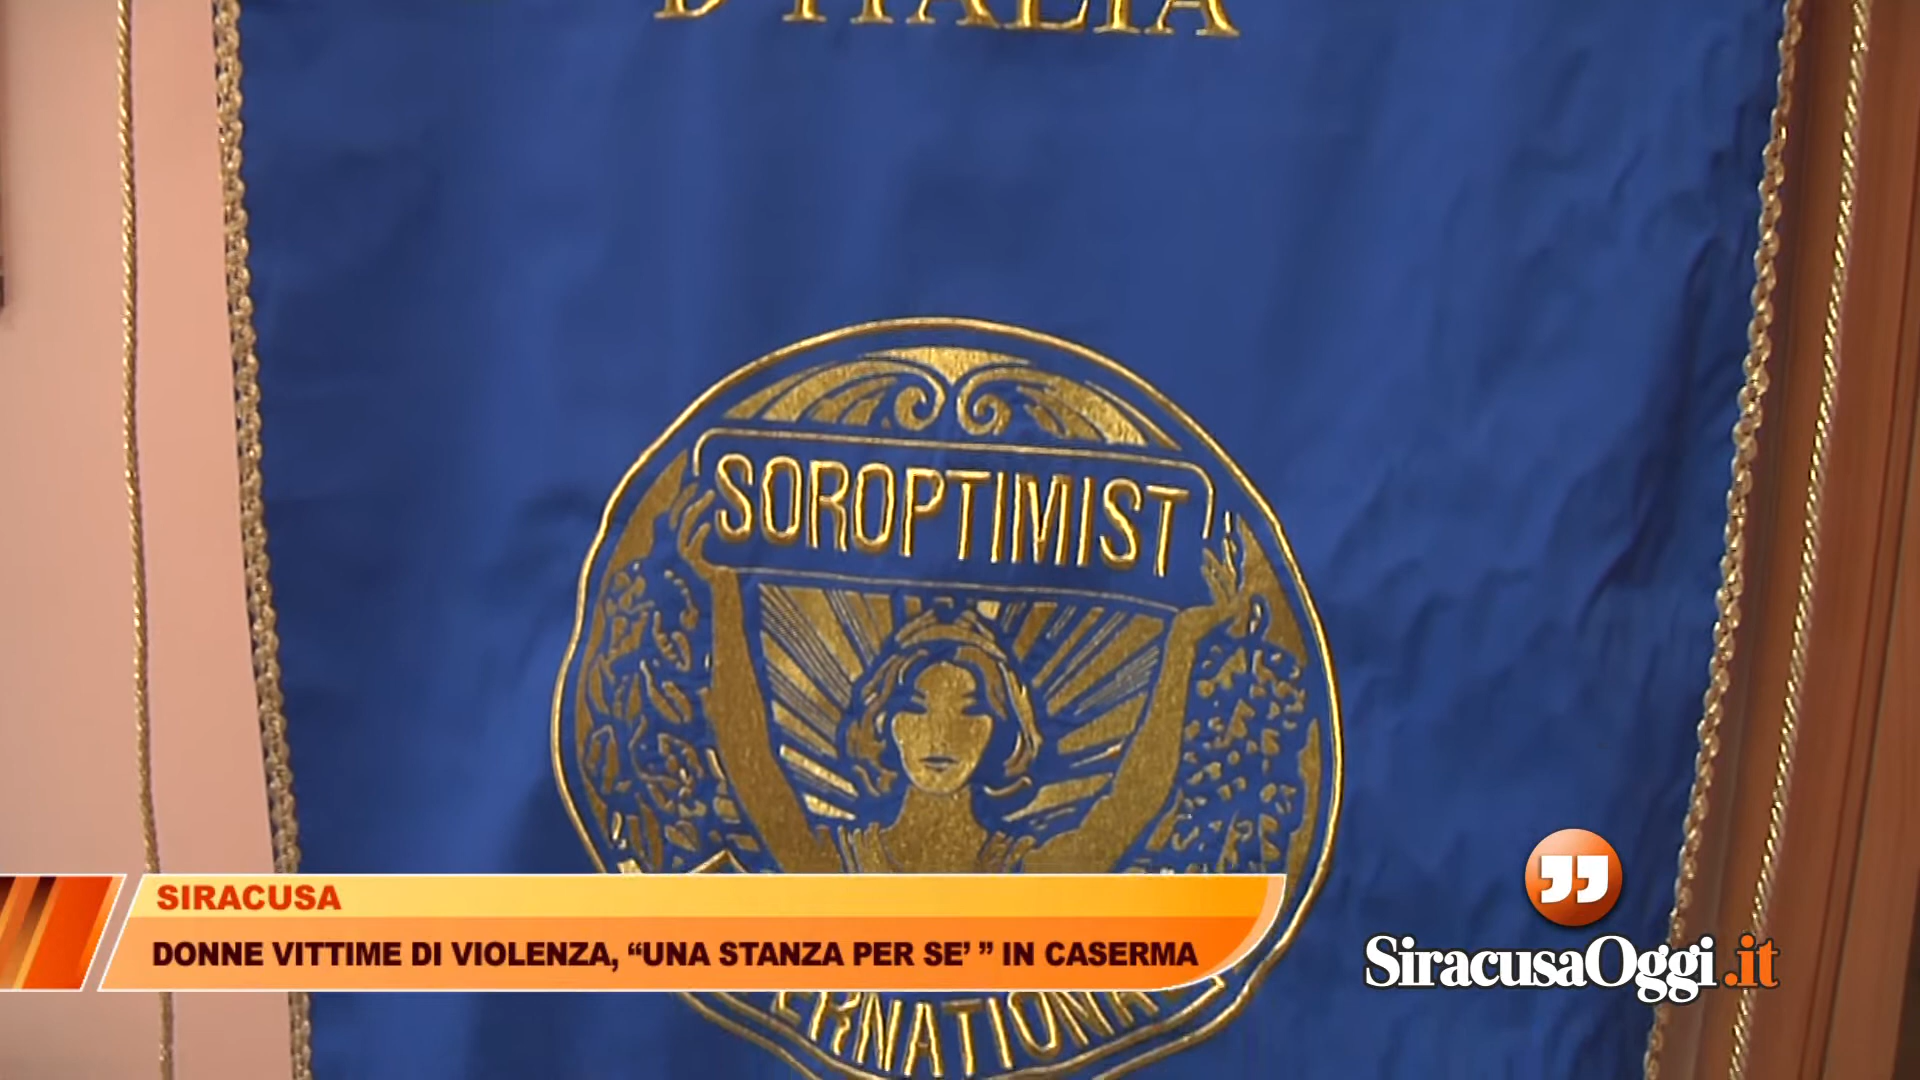 D'ITALIA
SOROPTIMIST
SIRACUSA
DONNE VITTIME DI VIOLENZA, “UNA STANZA PER SE’ ” IN CASERMA
SiracusaOggi.it